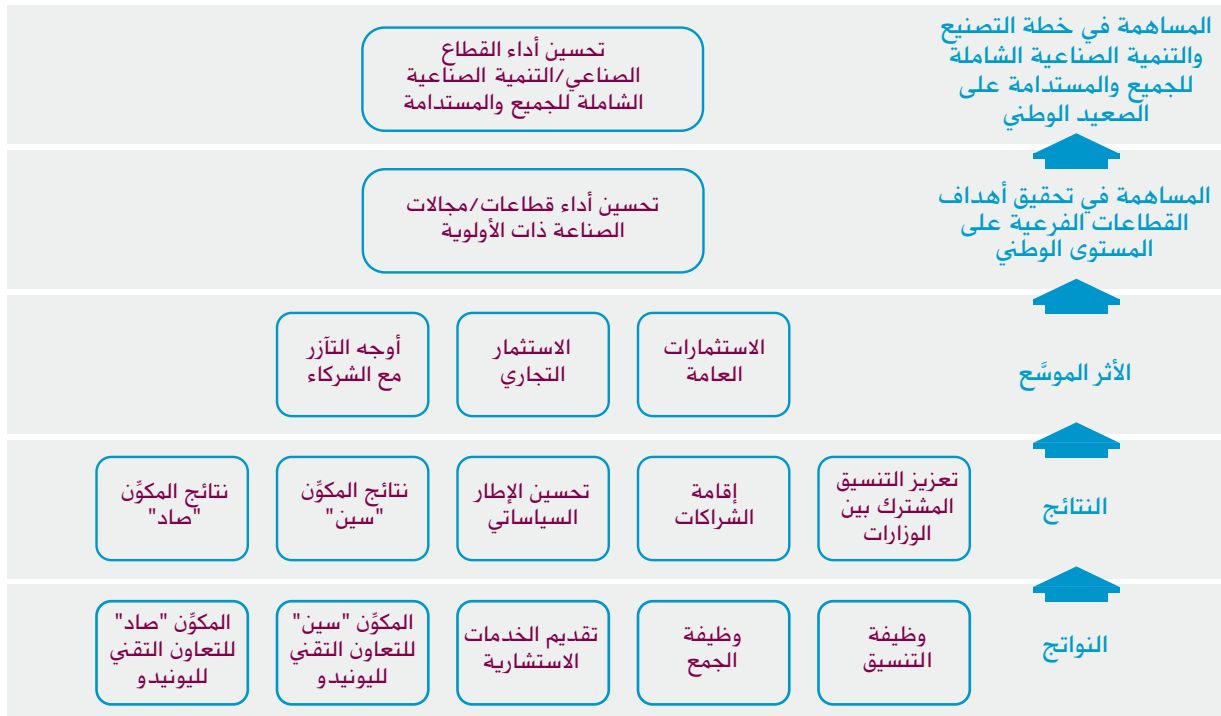 المساهمة في خطة التصنيع
والتنمية الصناعية الشاملة
للجميع والمستدامة على
الصعيد الوطني
تحسين أداء القطاع
الصناعي/التنمية الصناعية
الشاملة للجميع والمستدامة
المساهمة في تحقيق أهداف
القطاعات الفرعية على
المستوى الوطني
تحسين أداء قطاعات/مجالات
الصناعة ذات الأولوية
الأثر الموسَّع
الاستثمارات
العامة
الاستثمار
التجاري
أوجه التآزر
مع الشركاء
النتائج
تعزيز التنسيق
المشترك بين
الوزارات
إقامة
الشراكات
تحسين الإطار
السياساتي
نتائج المكوِّن
"سين"
نتائج المكوِّن
"صاد"
النواتج
وظيفة
التنسيق
وظيفة
الجمع
تقديم الخدمات
الاستشارية
المكوِّن "سين"
للتعاون التقني
لليونيدو
المكوِّن "صاد"
للتعاون التقني
لليونيدو